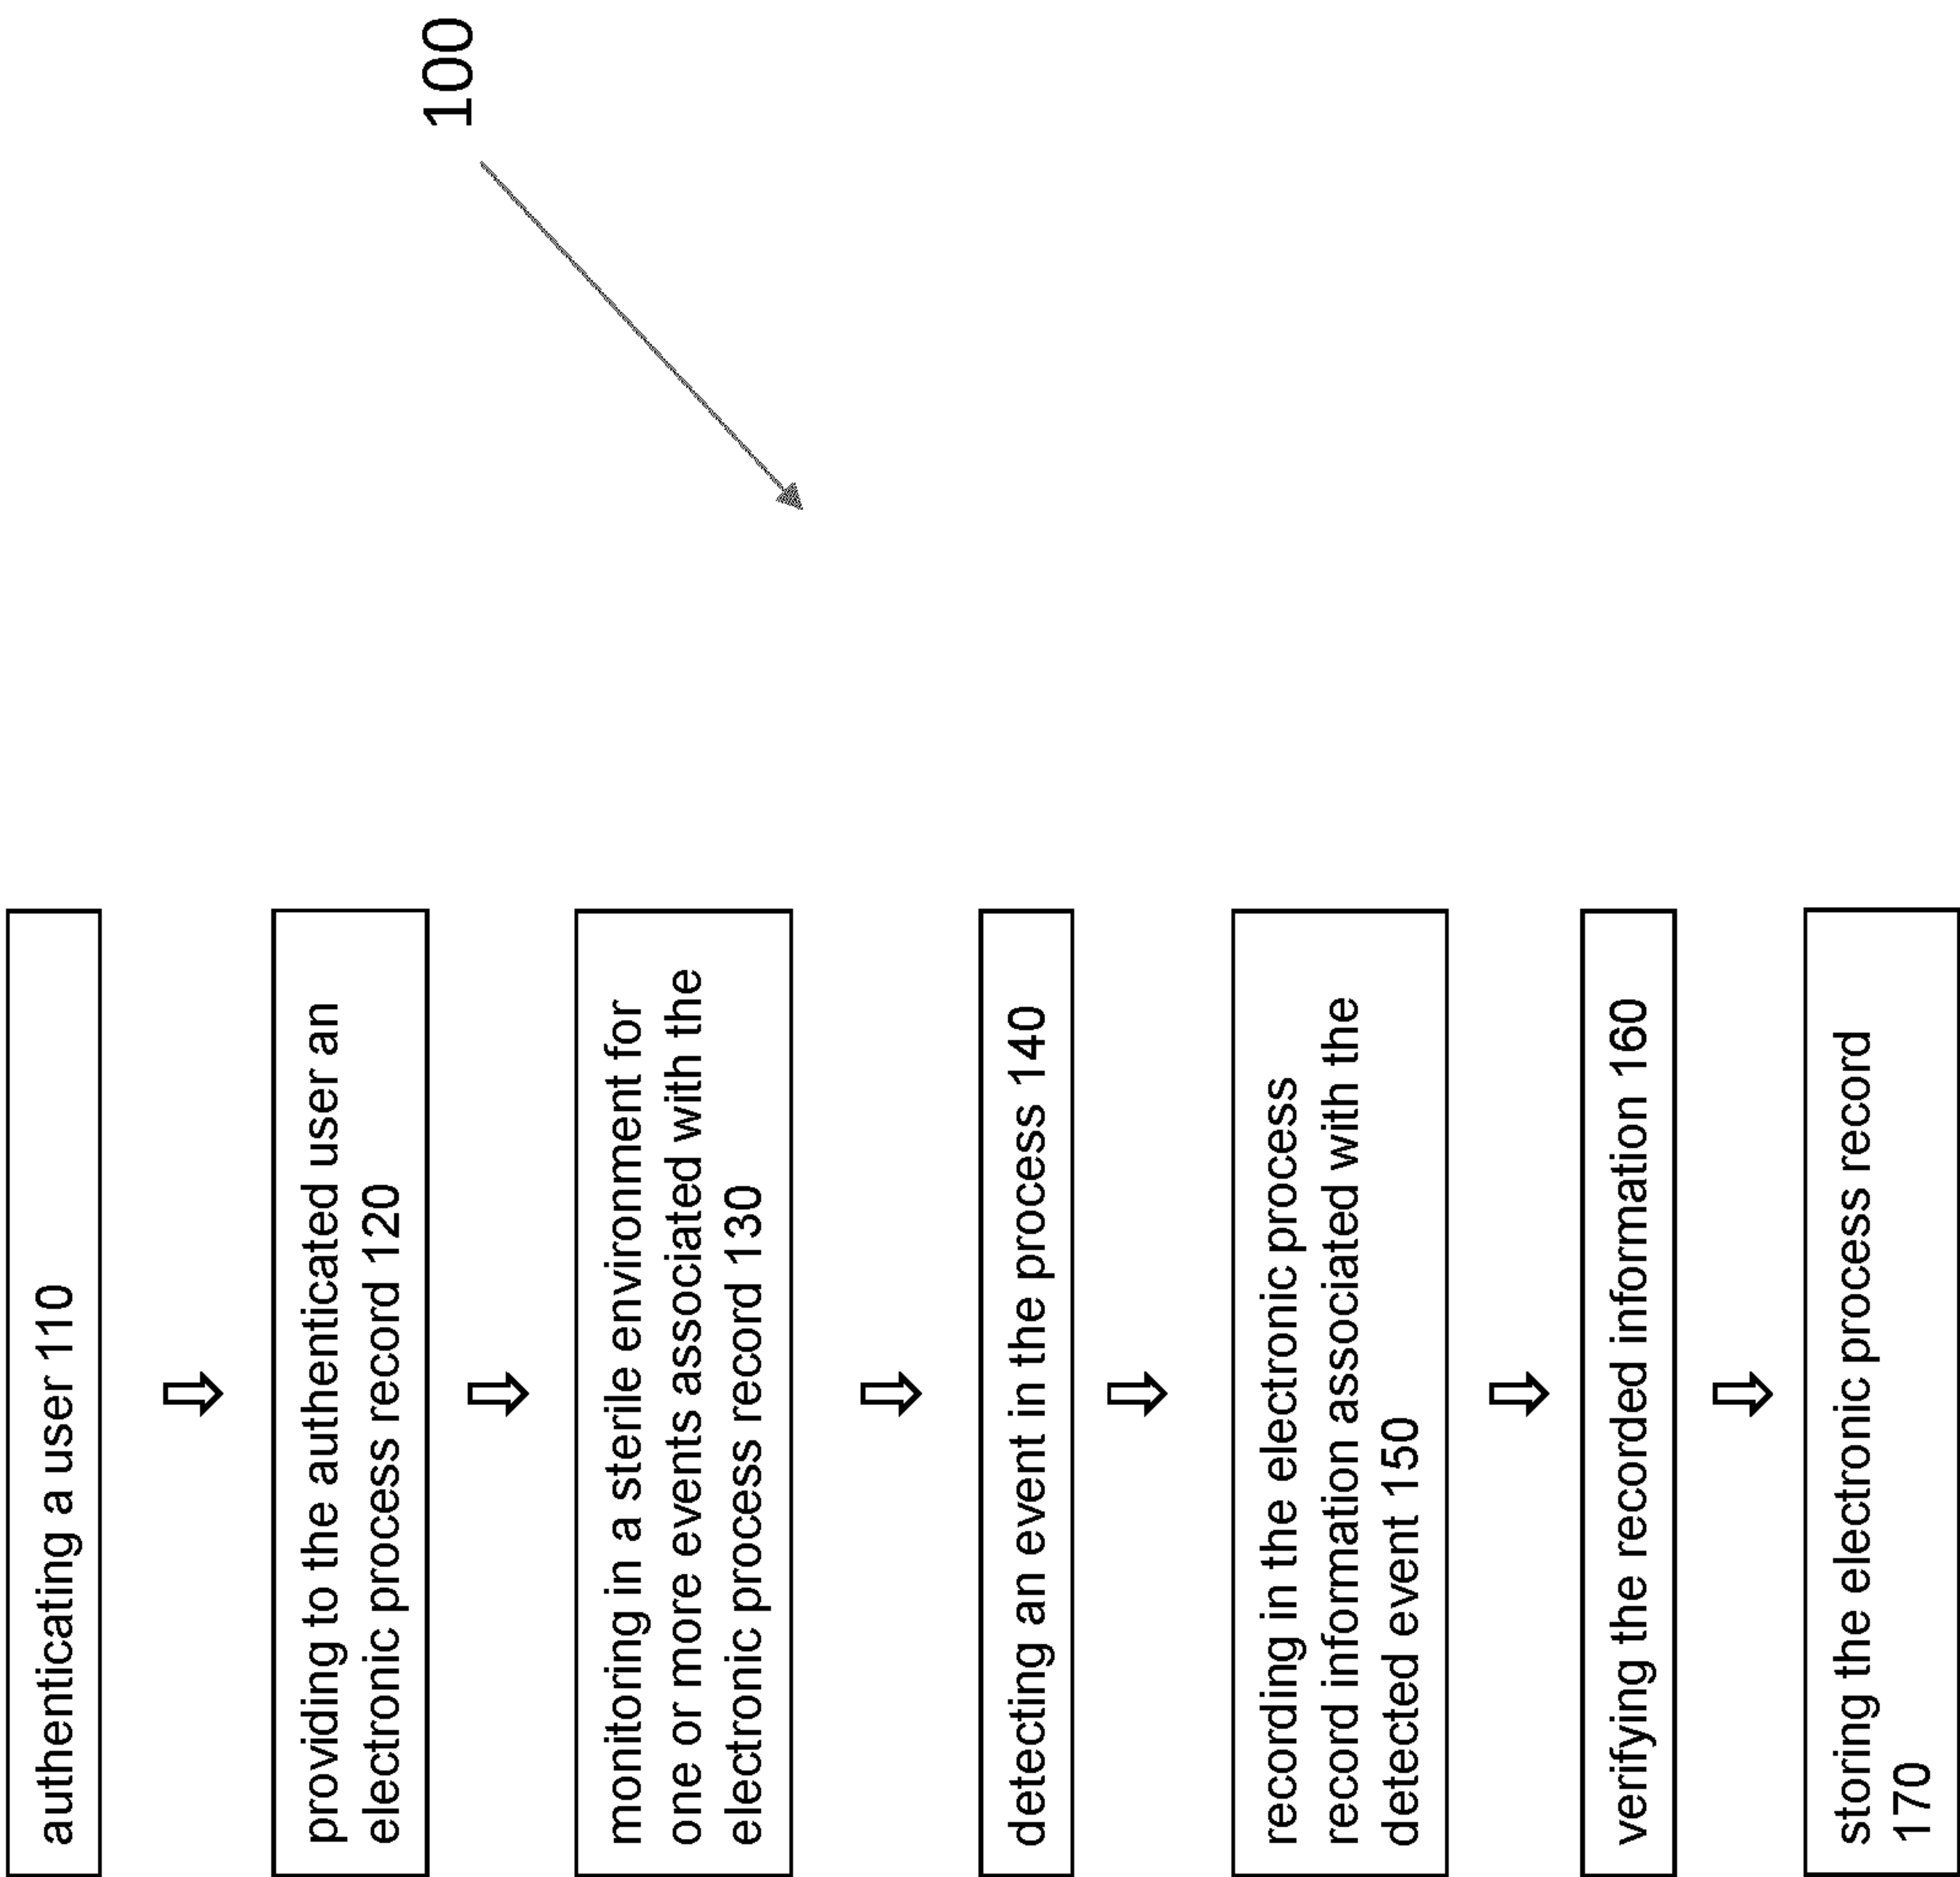 100
authenticating a user 110
providing to the authenticated user an
electronic process record 120
monitoring in a sterile environment for
one or more events associated with the
electronic process record 130
detecting an event in the process 140
recording in the electronic process
record information associated with the
detected event 150
verifying the recorded information 160
storing the electronic process record
170